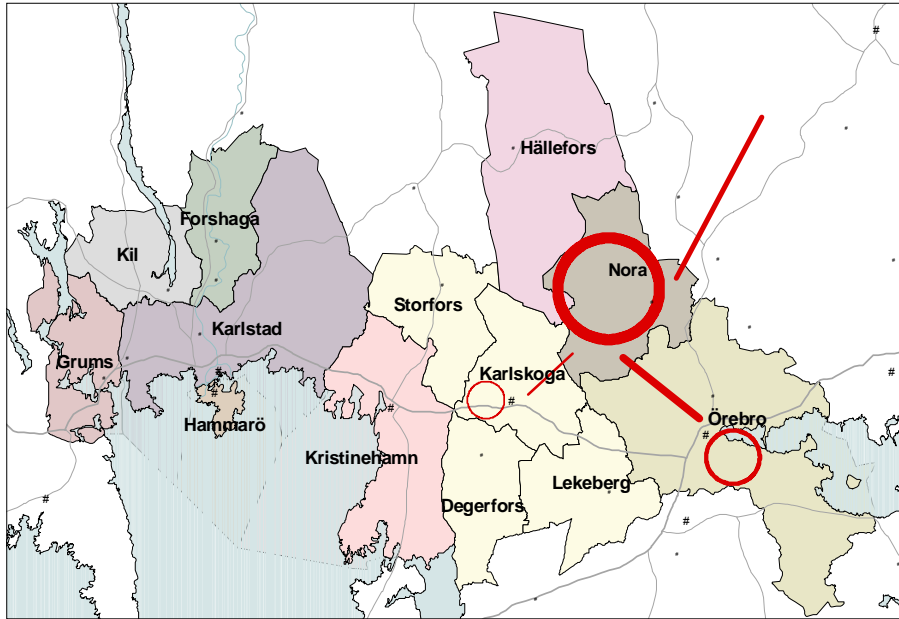 Hällefors
Forshaga
Kil
Nora
Storfors
Karlstad
Grums
Karlskoga
Hammarö
Örebro
Kristinehamn
Lekeberg
Degerfors
#
#
#
#
#
#
#
#
#